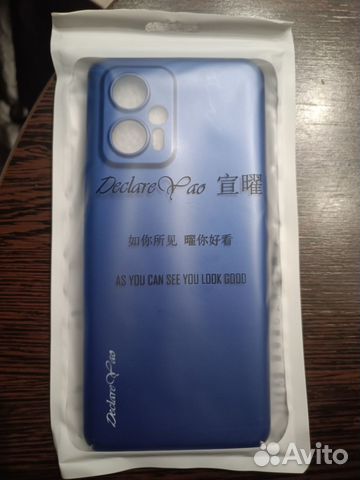 DeclareYao 宣曜
如你所见 曜你好看
AS YOU CAN SEE YOU LOOK GOOD
DeclareYao
Avito